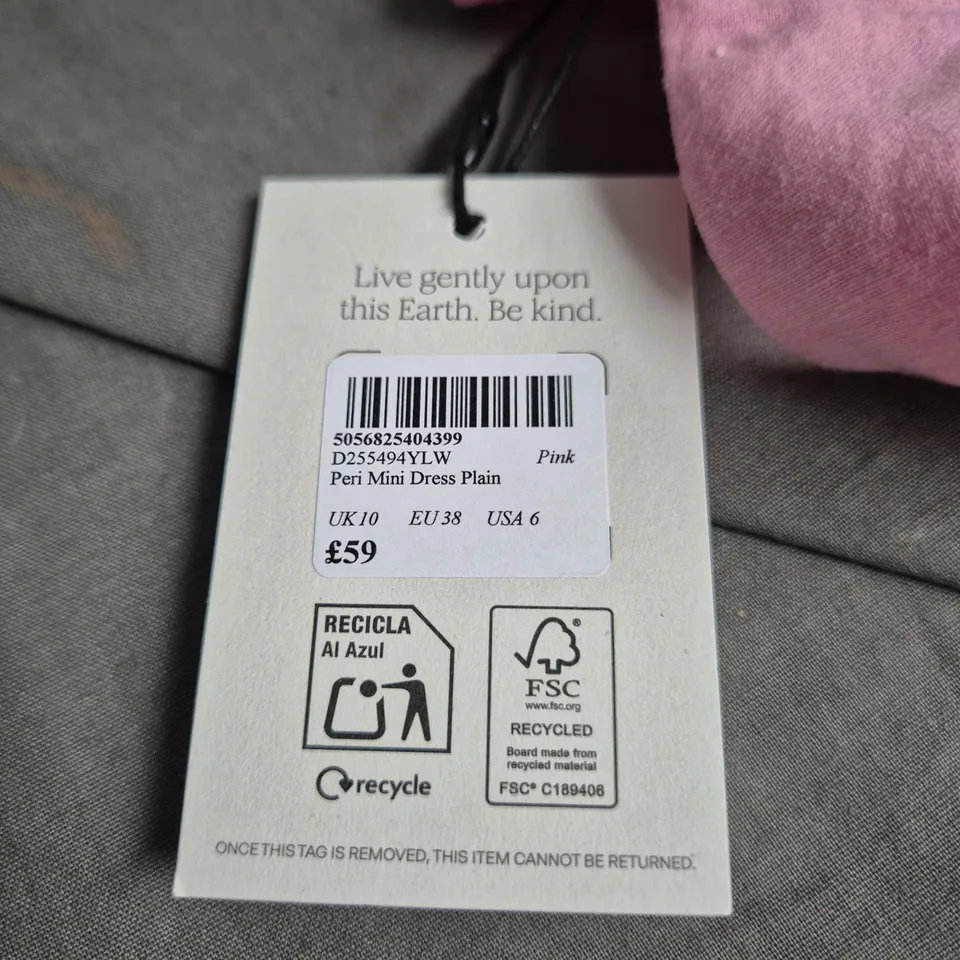 Live gently upon
this Earth. Be kind.
5056825404399
D255494YLW Pink
Peri Mini Dress Plain
UK 10 EU 38 USA 6
£59
RECICLA
Al Azul
recycle
®
FSC
www.fsc.org
RECYCLED
Board made from
recycled material
FSC® C189406
ONCE THIS TAG IS REMOVED, THIS ITEM CANNOT BE RETURNED.